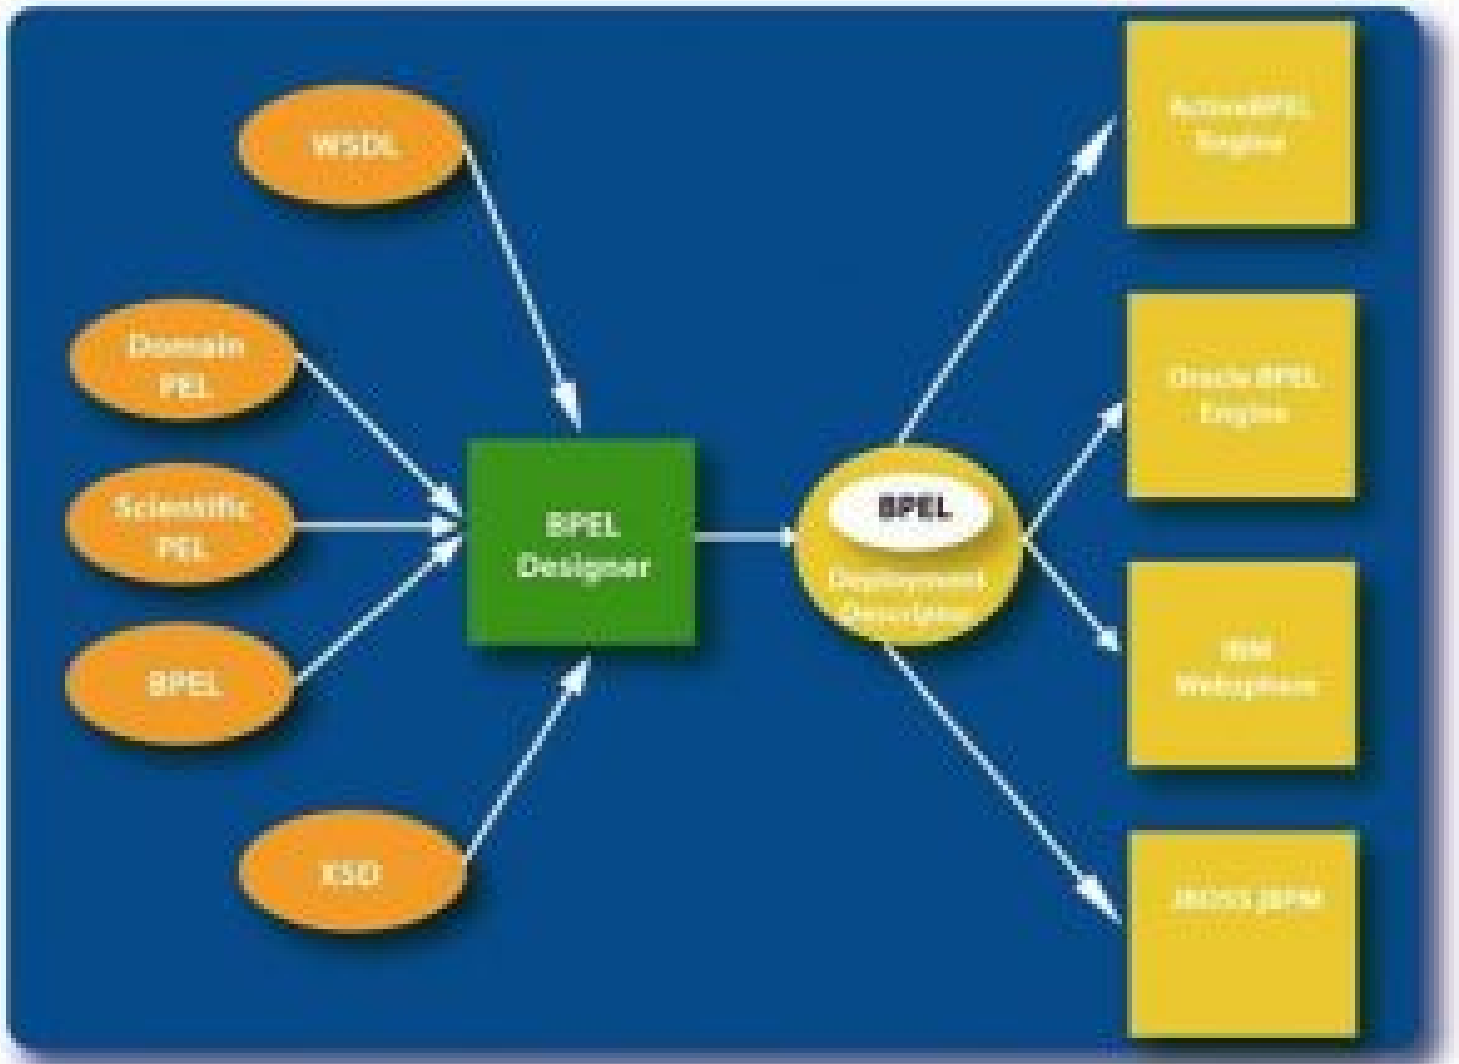 WSDL
Domain
PEL
Scientific
PEL
BPEL
XSD
BPEL
Designer
BPEL
Deployment
Descriptor
ActiveBPEL
Engine
Oracle BPEL
Engine
IBM
Websphere
JBOSS JBPM